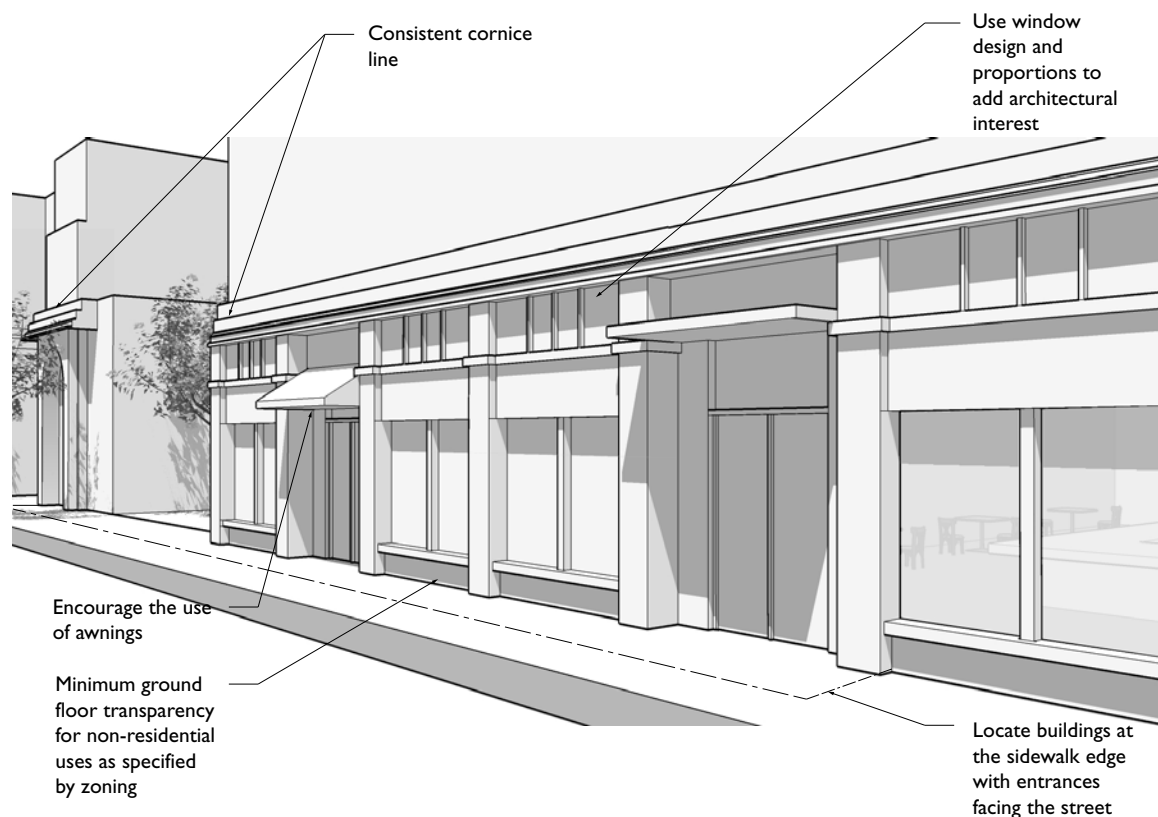 Consistent cornice
line
Use window
design and
proportions to
add architectural
interest
Encourage the use
of awnings
Minimum ground
floor transparency
for non-residential
uses as specified
by zoning
Locate buildings at
the sidewalk edge
with entrances
facing the street